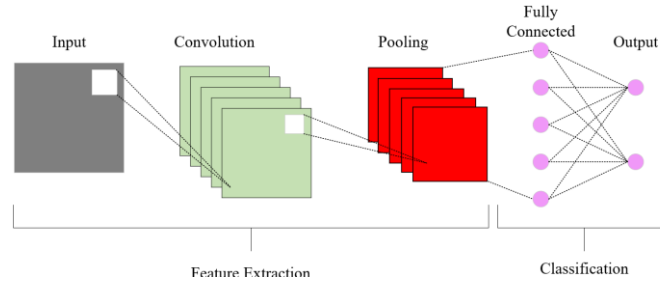 Input
Convolution
Pooling
Fully
Connected
Output
Feature Extraction
Classification